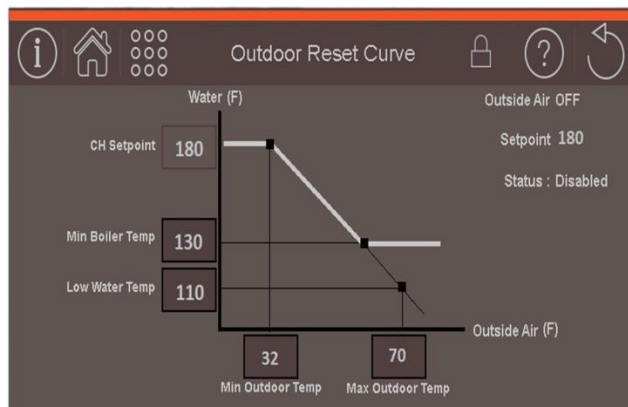 Outdoor Reset Curve
Water (F)
Outside Air OFF
CH Setpoint 180
Setpoint 180
Status : Disabled
Min Boiler Temp 130
Low Water Temp 110
Outside Air (F)
32 70
Min Outdoor Temp Max Outdoor Temp